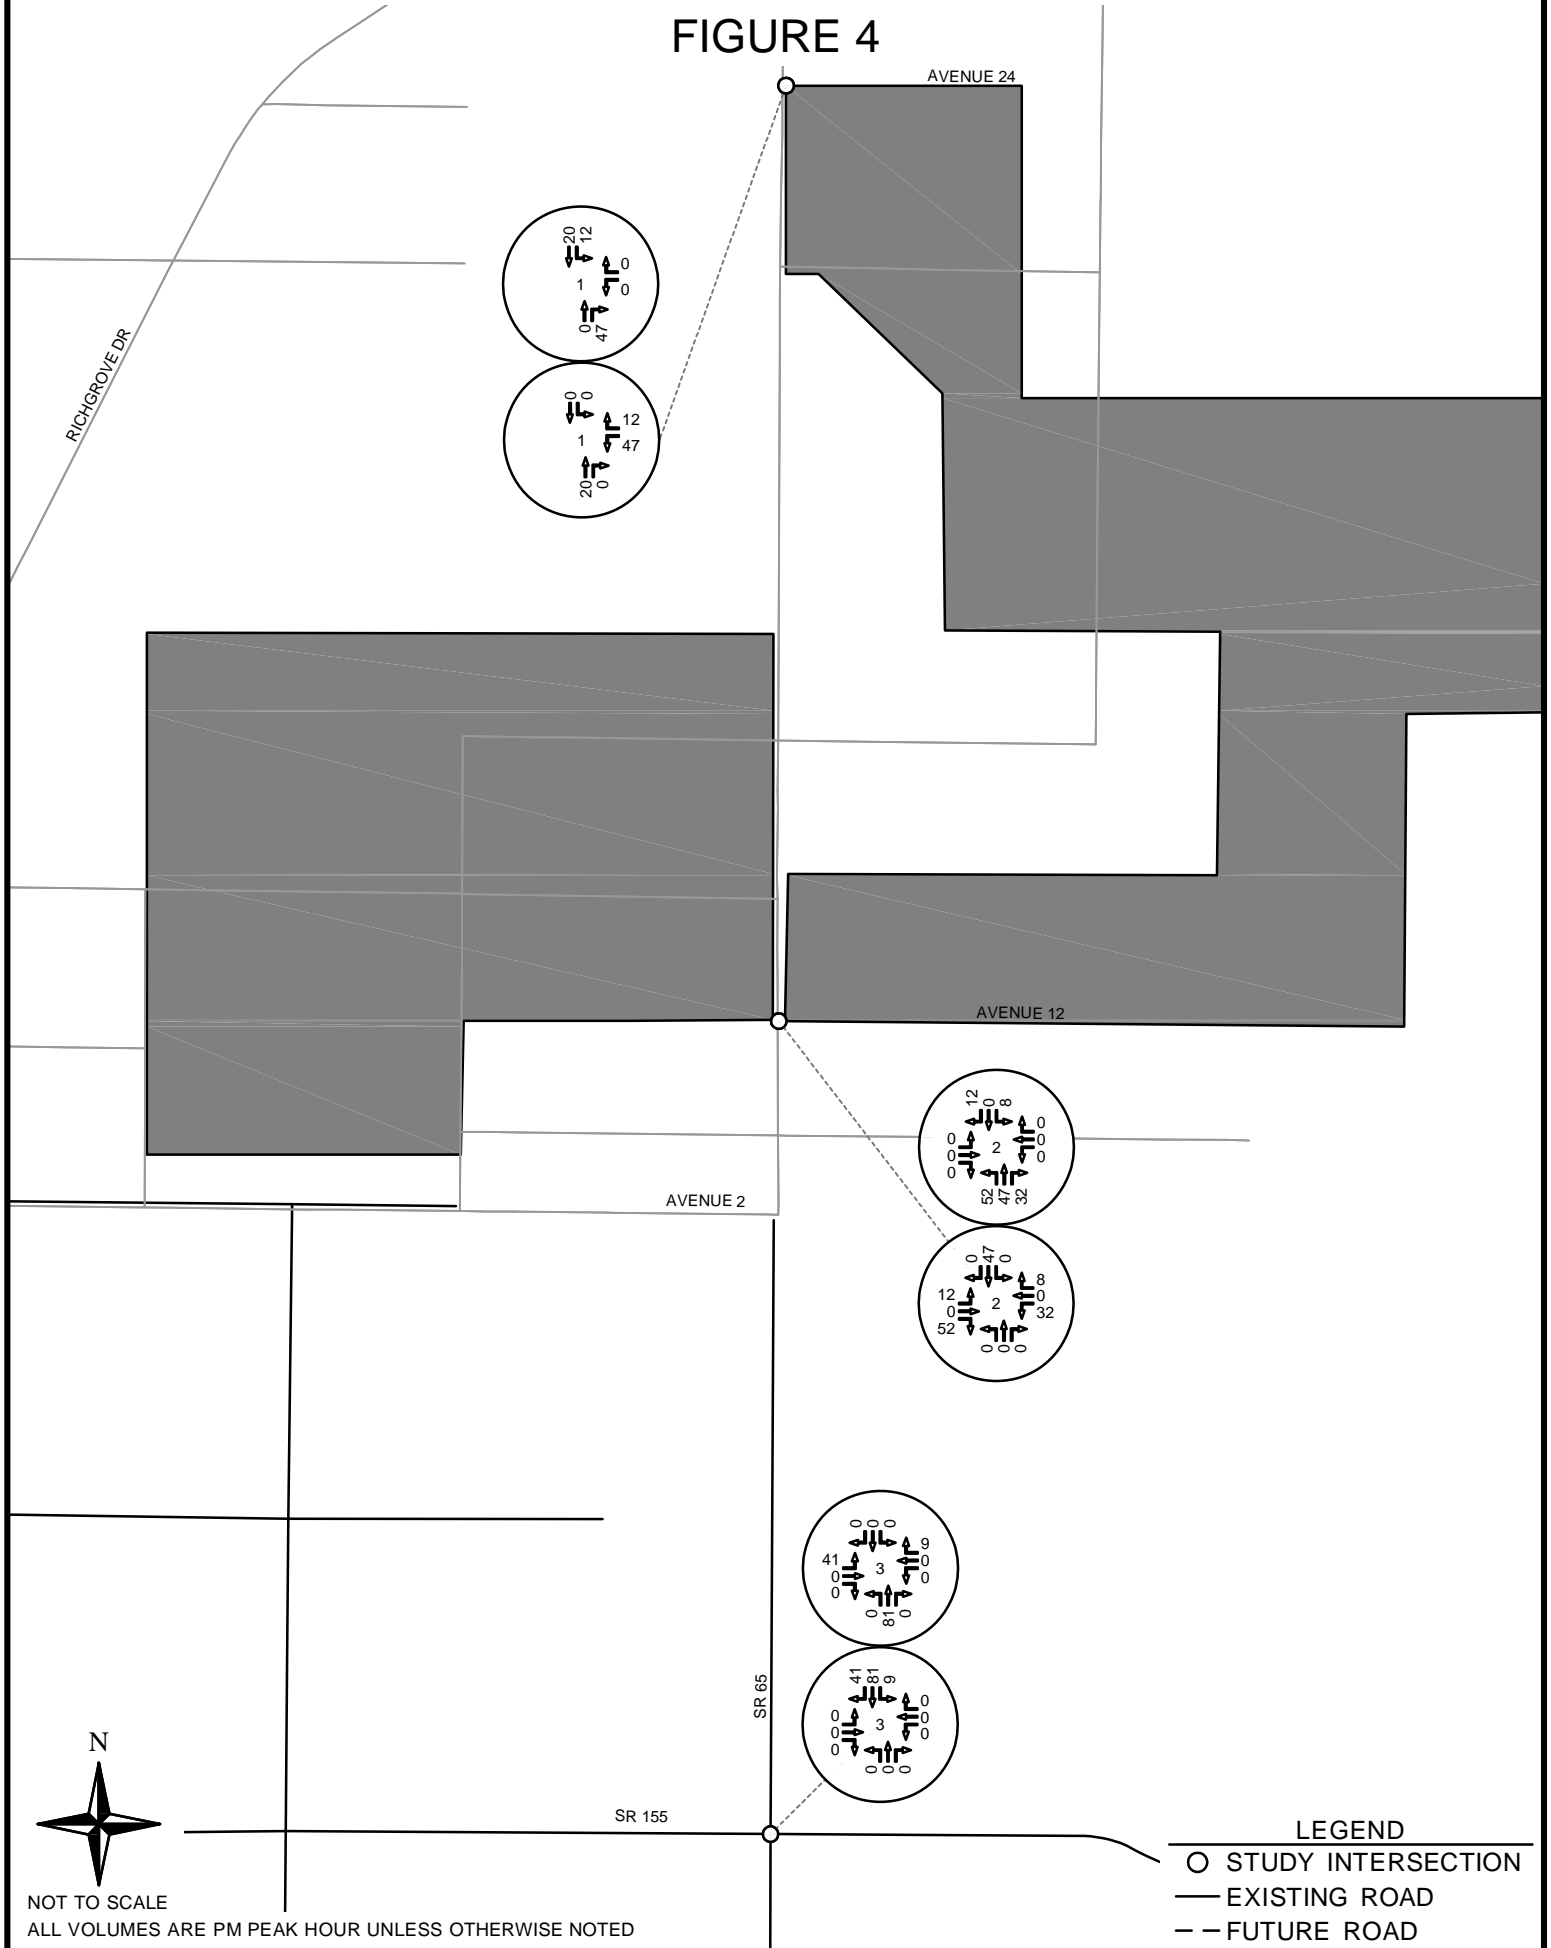 FIGURE 4
AVENUE 24
RICHGROVE DR
20 12
0
1
0
0 47
0 0
12
1
47
20 0
AVENUE 12
12 0 8
0 0
0 2 0
0 0
52 47 32
AVENUE 2
0 47 0
12 8
0 2 0
52 32
0 0 0
0 0 0
41 9
0 3 0
0 0
0 81 0
41 81 9
0 0
0 3 0
0 0
0 0 0
SR 65
SR 155
N
NOT TO SCALE
ALL VOLUMES ARE PM PEAK HOUR UNLESS OTHERWISE NOTED
LEGEND
STUDY INTERSECTION
EXISTING ROAD
FUTURE ROAD